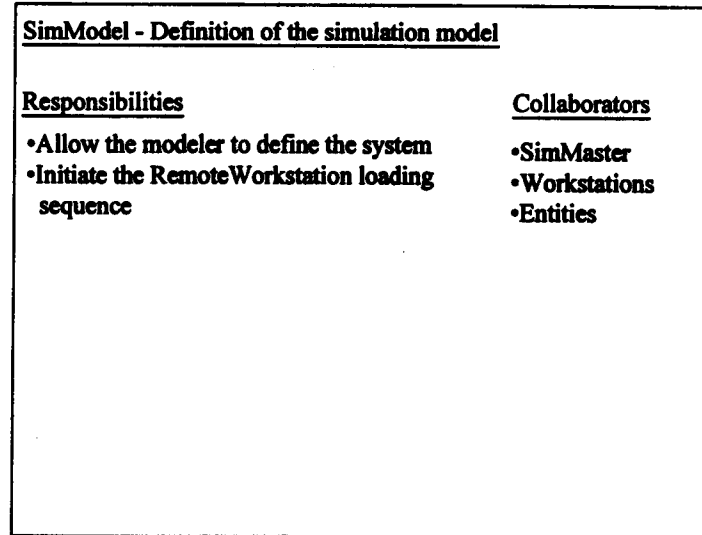 SimModel - Definition of the simulation model
Responsibilities
•Allow the modeler to define the system
•Initiate the RemoteWorkstation loading
sequence
Collaborators
•SimMaster
•Workstations
•Entities